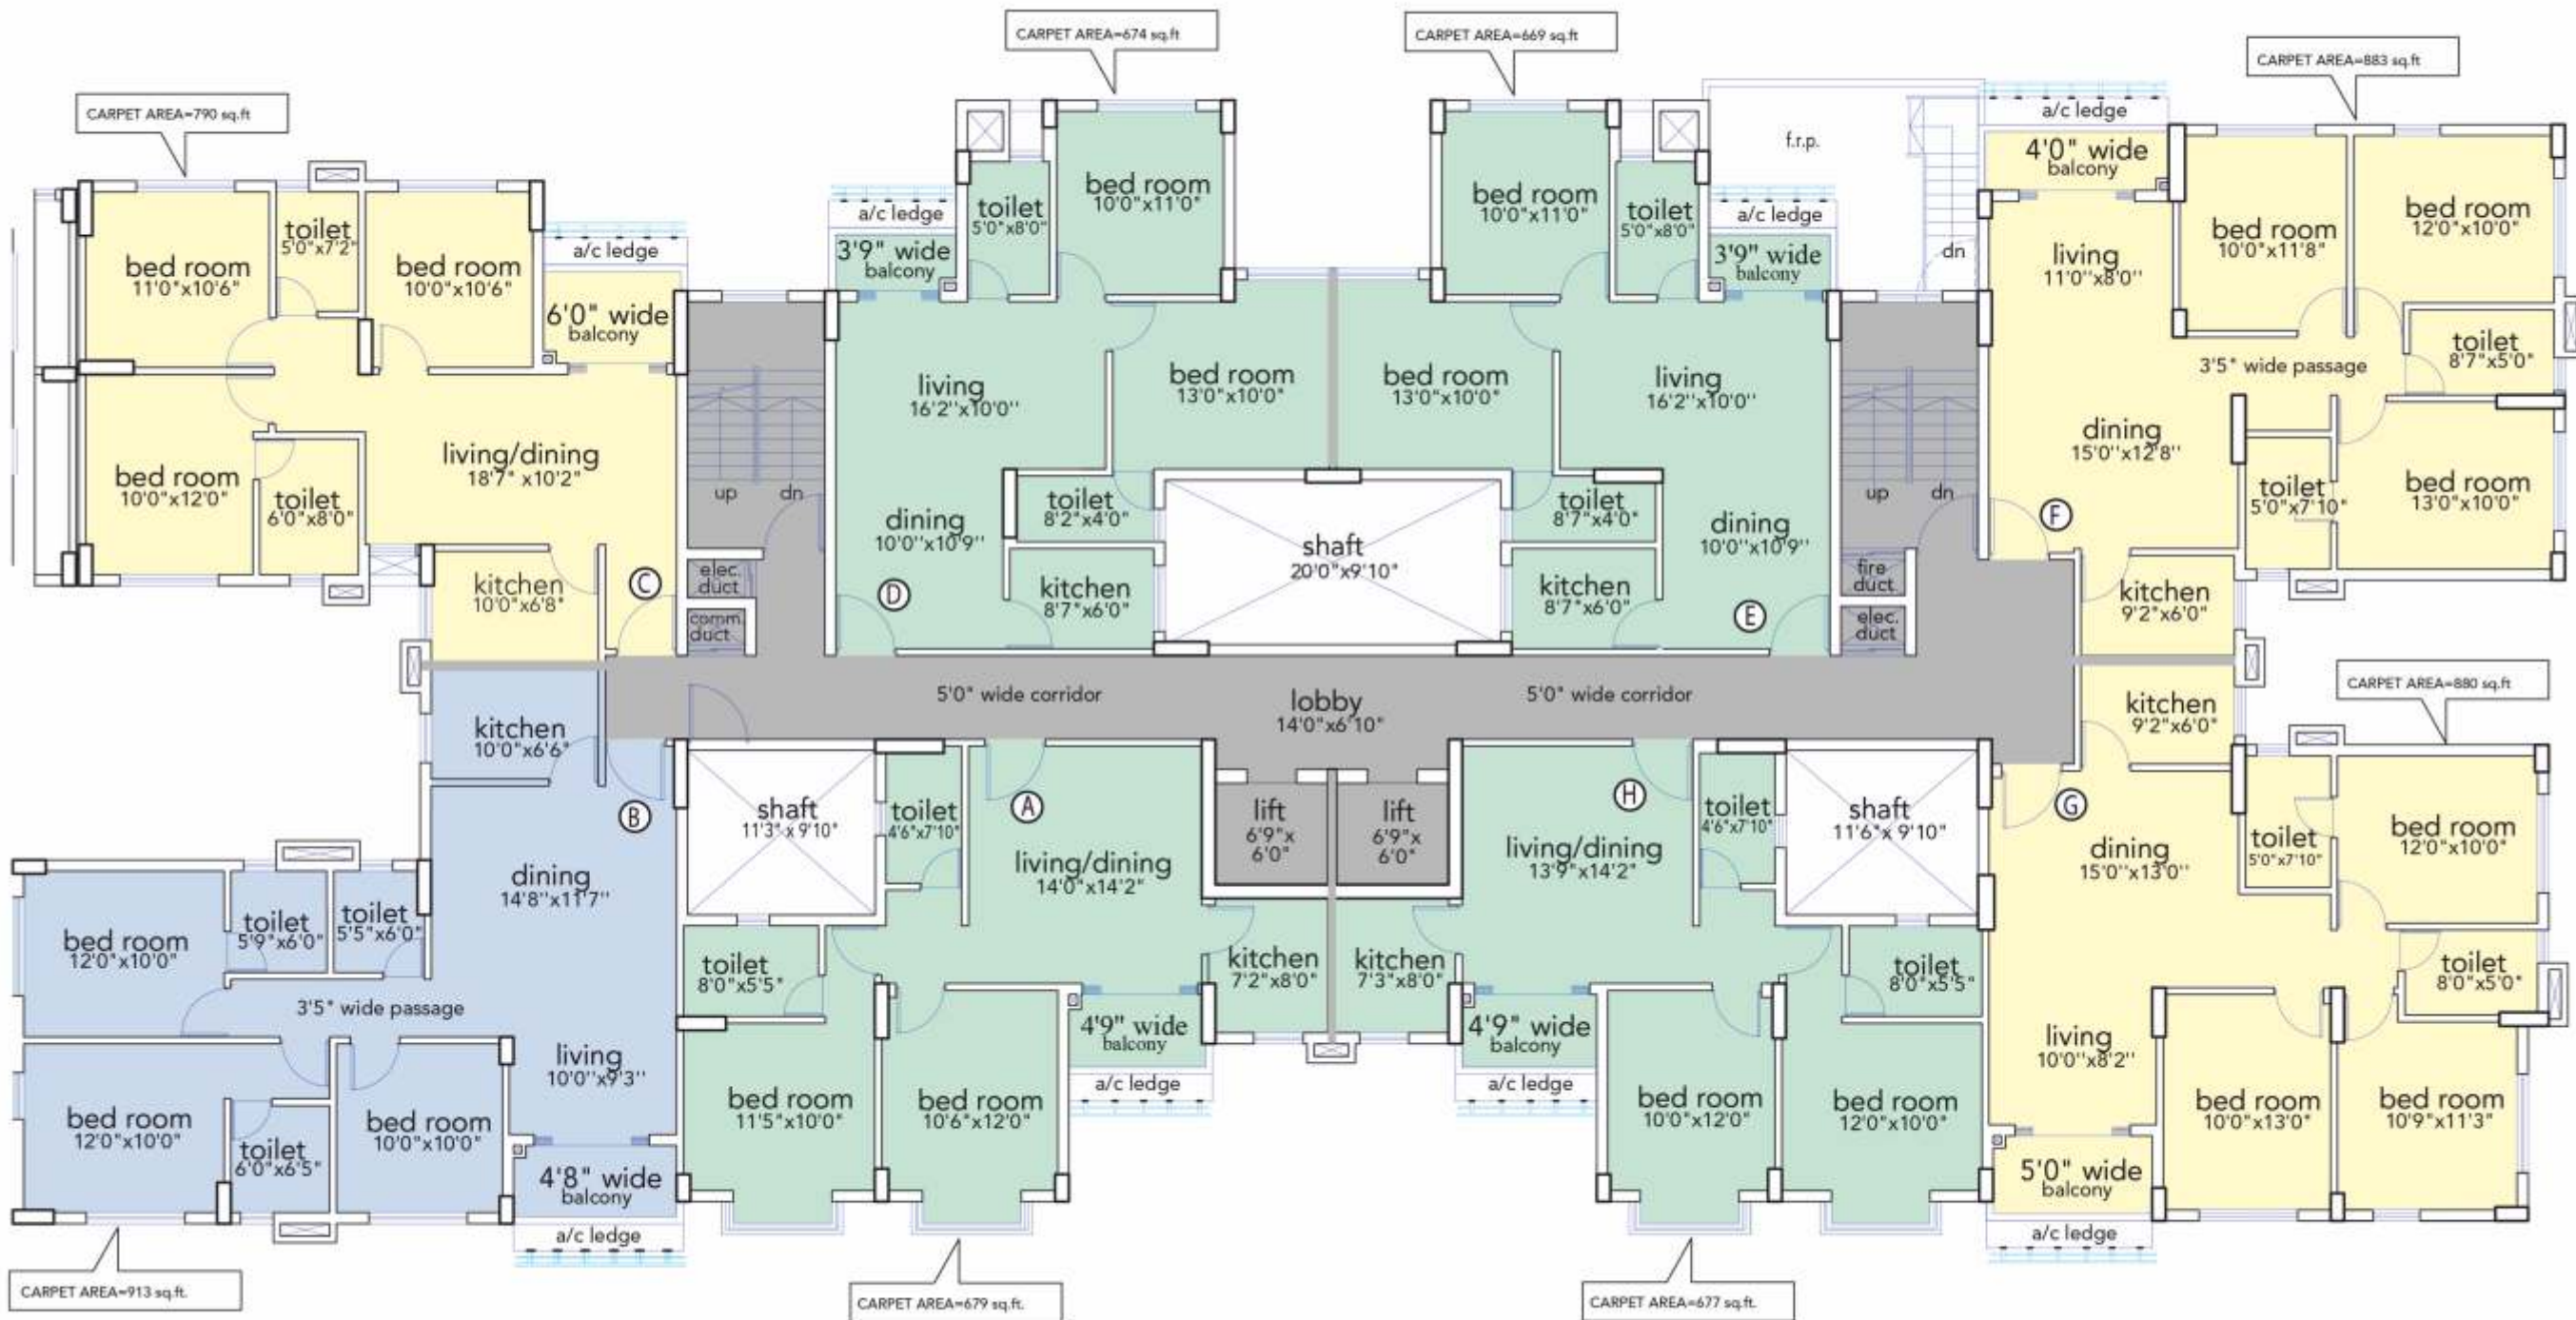 CARPET AREA=674 sq.ft
CARPET AREA=669 sq.ft
CARPET AREA=883 sq.ft
CARPET AREA=790 sq.ft
bed room
11'0"x10'6"
toilet
5'0"x7'2"
bed room
10'0"x10'6"
a/c ledge
6'0" wide
balcony
bed room
10'0"x12'0"
toilet
6'0"x8'0"
living/dining
18'7" x10'2"
kitchen
10'0"x6'8"
C
up
dn
elec.
duct
comm.
duct
a/c ledge
3'9" wide
balcony
toilet
5'0"x8'0"
bed room
10'0"x11'0"
living
16'2''x10'0''
bed room
13'0"x10'0"
dining
10'0''x10'9''
toilet
8'2"x4'0"
kitchen
8'7"x6'0"
D
shaft
20'0"x9'10"
bed room
10'0"x11'0"
toilet
5'0"x8'0"
a/c ledge
3'9" wide
balcony
bed room
13'0"x10'0"
living
16'2''x10'0''
toilet
8'7"x4'0"
dining
10'0''x10'9''
kitchen
8'7"x6'0"
E
f.r.p.
dn
up
dn
fire
duct
elec.
duct
a/c ledge
4'0" wide
balcony
living
11'0''x8'0''
bed room
10'0"x11'8"
bed room
12'0"x10'0"
toilet
8'7"x5'0"
3'5" wide passage
dining
15'0''x12'8''
toilet
5'0"x7'10"
bed room
13'0"x10'0"
F
kitchen
9'2"x6'0"
5'0" wide corridor
lobby
14'0"x6'10"
5'0" wide corridor
CARPET AREA=880 sq.ft
kitchen
10'0"x6'6"
B
dining
14'8''x11'7''
toilet
5'9"x6'0"
toilet
5'5"x6'0"
bed room
12'0"x10'0"
3'5" wide passage
bed room
12'0"x10'0"
toilet
6'0"x6'5"
bed room
10'0"x10'0"
living
10'0''x9'3''
4'8" wide
balcony
a/c ledge
shaft
11'3" x 9'10"
toilet
4'6"x7'10"
A
living/dining
14'0"x14'2"
toilet
8'0"x5'5"
kitchen
7'2"x8'0"
4'9" wide
balcony
a/c ledge
bed room
11'5"x10'0"
bed room
10'6"x12'0"
lift
6'9"x
6'0"
lift
6'9"x
6'0"
H
living/dining
13'9"x14'2"
toilet
4'6"x7'10"
shaft
11'6"x 9'10"
kitchen
7'3"x8'0"
toilet
8'0"x5'5"
4'9" wide
balcony
a/c ledge
bed room
10'0"x12'0"
bed room
12'0"x10'0"
kitchen
9'2"x6'0"
G
dining
15'0''x13'0''
toilet
5'0"x7'10"
bed room
12'0"x10'0"
toilet
8'0"x5'0"
living
10'0''x8'2''
bed room
10'0"x13'0"
bed room
10'9"x11'3"
5'0" wide
balcony
a/c ledge
CARPET AREA=913 sq.ft.
CARPET AREA=679 sq.ft.
CARPET AREA=677 sq.ft.